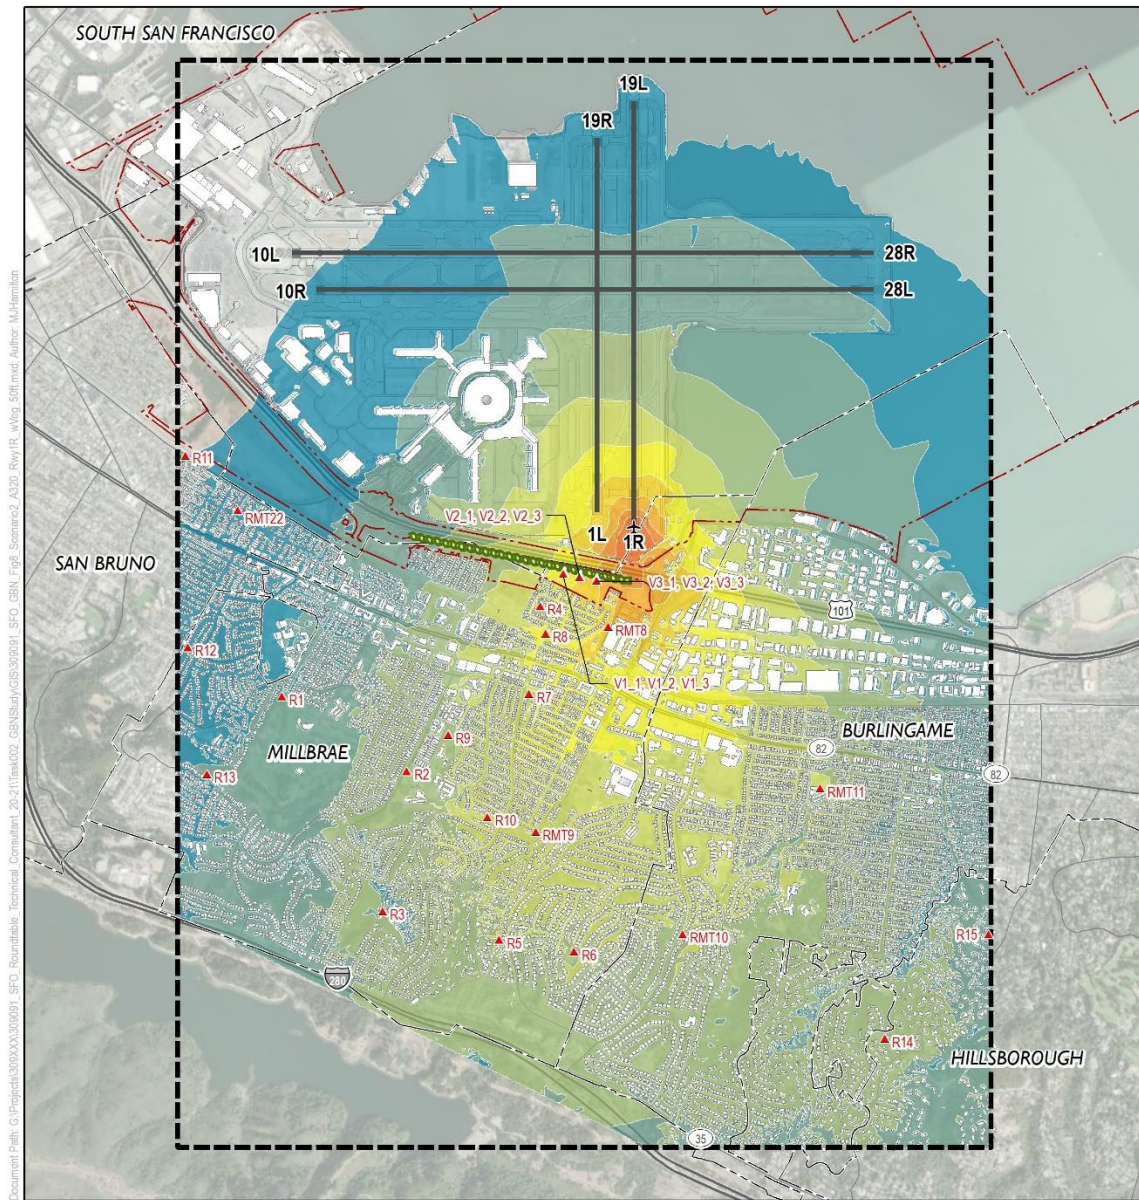 SOUTH SAN FRANCISCO
19L
19R
10L
28R
10R
28L
R11
V2_1, V2_2, V2_3
1L
1R
RMT22
SAN BRUNO
V3_1, V3_2, V3_3
101
R4
RMT8
R8
R12
V1_1, V1_2, V1_3
R1
R7
BURLINGAME
R9
82
MILLBRAE
R2
82
R13
RMT11
R10
RMT9
R3
R5
RMT10
R15
R6
280
R14
HILLSBOROUGH
35